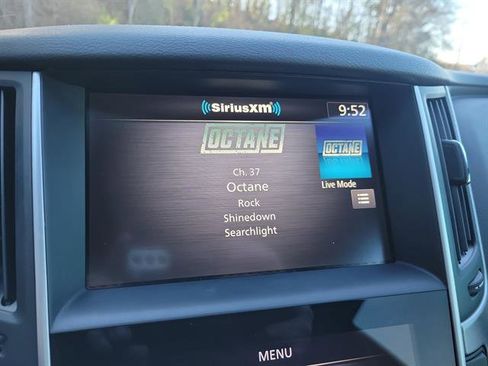 SiriusXM
9:52
OCTANE
OCTANE
Ch. 37
Octane
Live Mode
Rock
Shinedown
Searchlight
MENU